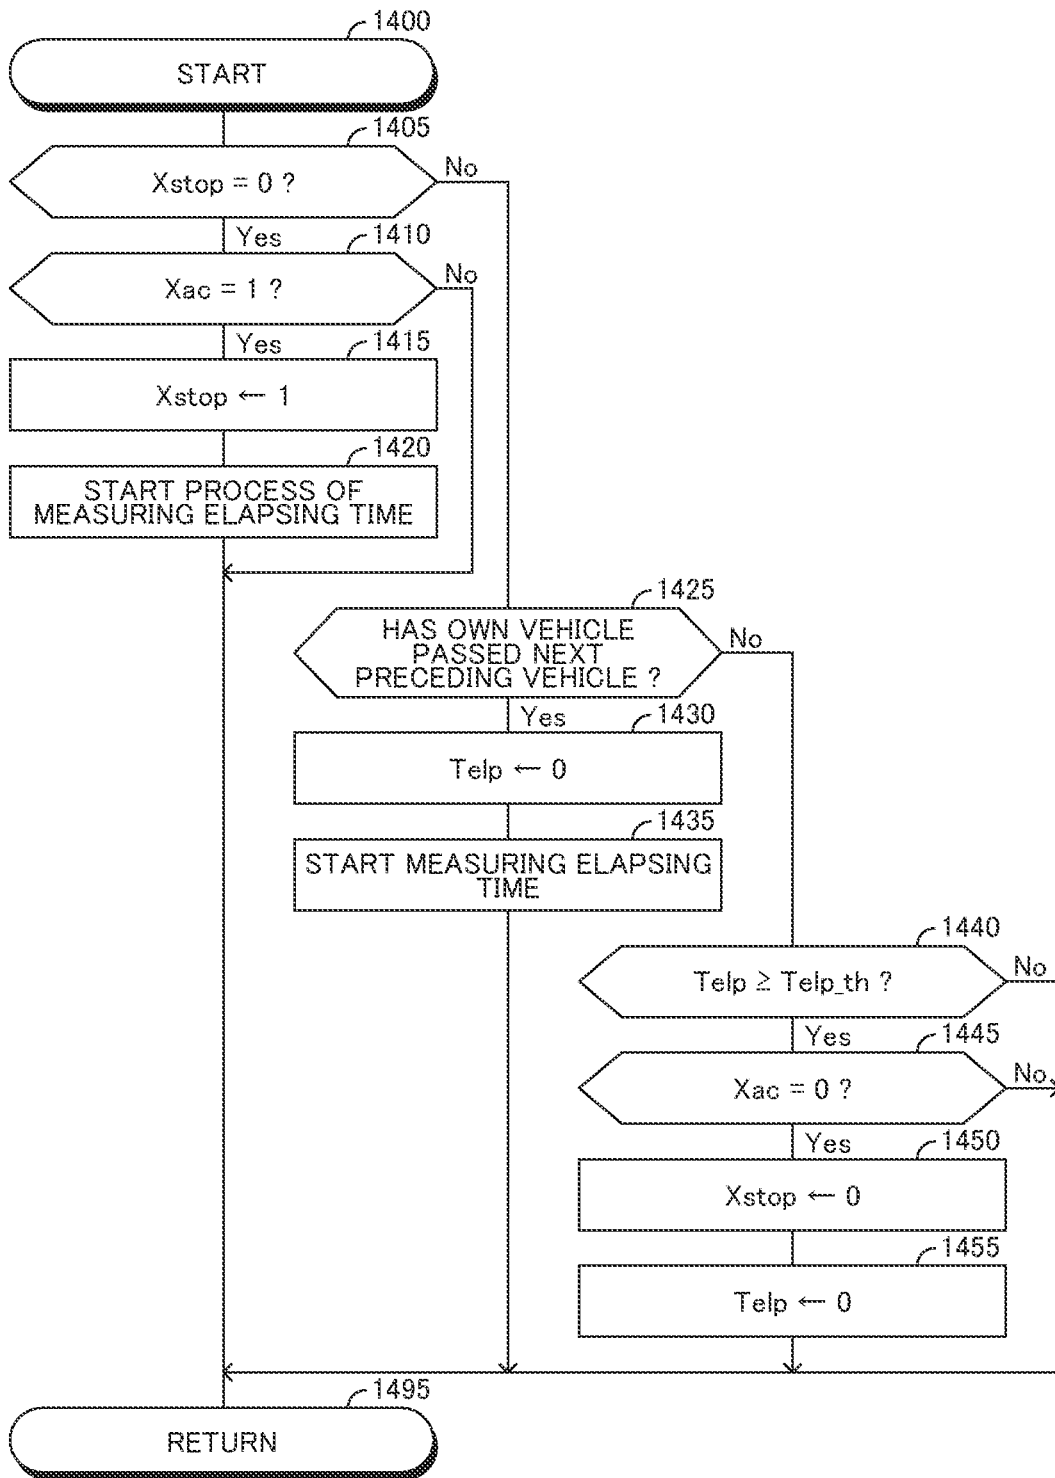 1400
START
1405
Xstop = 0 ?
No
Yes
1410
Xac = 1 ?
No
Yes
1415
Xstop ← 1
1420
START PROCESS OF
MEASURING ELAPSING TIME
1425
HAS OWN VEHICLE
PASSED NEXT
PRECEDING VEHICLE ?
No
Yes
1430
Telp ← 0
1435
START MEASURING ELAPSING
TIME
1440
Telp ≥ Telp_th ?
No
Yes
1445
Xac = 0 ?
No
Yes
1450
Xstop ← 0
1455
Telp ← 0
1495
RETURN